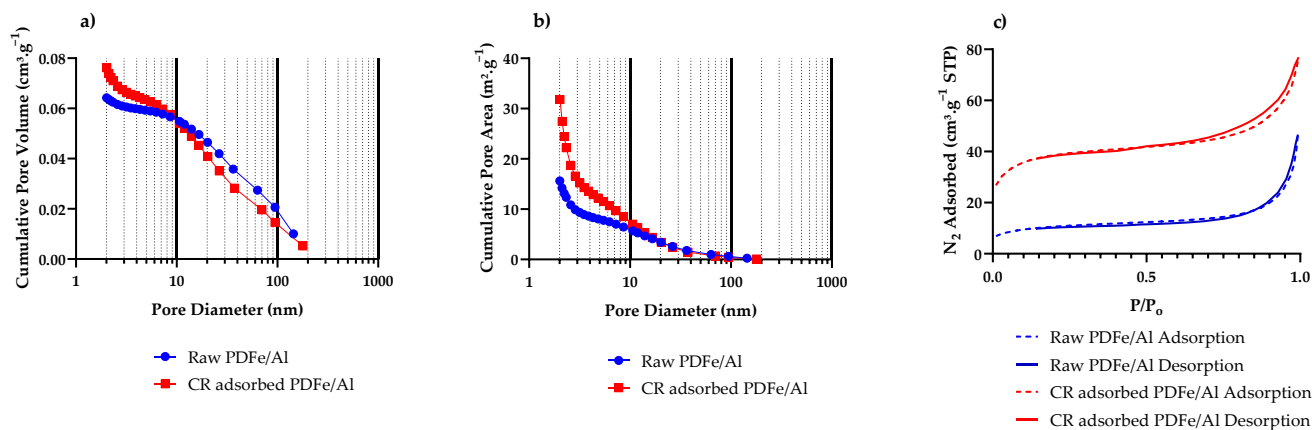 a)
Cumulative Pore Volume (cm³.g⁻¹)
0.08
0.06
0.04
0.02
0.00
1
10
100
1000
Pore Diameter (nm)
Raw PDFe/Al
CR adsorbed PDFe/Al
b)
Cumulative Pore Area (m².g⁻¹)
40
30
20
10
0
1
10
100
1000
Pore Diameter (nm)
Raw PDFe/Al
CR adsorbed PDFe/Al
c)
N₂ Adsorbed (cm³.g⁻¹ STP)
80
60
40
20
0
0.0
0.5
1.0
P/Pₒ
Raw PDFe/Al Adsorption
Raw PDFe/Al Desorption
CR adsorbed PDFe/Al Adsorption
CR adsorbed PDFe/Al Desorption